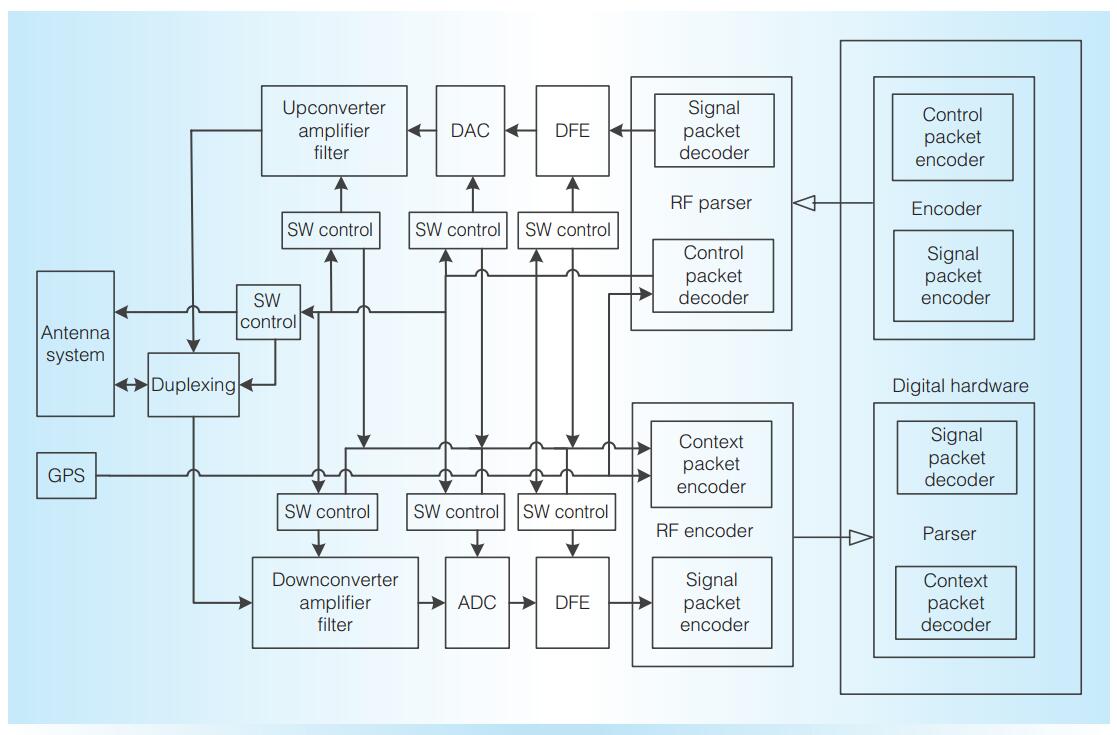 Upconverter
amplifier
filter
DAC
DFE
Signal
packet
decoder
RF parser
Control
packet
decoder
Control
packet
encoder
Encoder
Signal
packet
encoder
SW control
SW control
SW control
SW
control
Antenna
system
Duplexing
GPS
Digital hardware
Context
packet
encoder
RF encoder
Signal
packet
encoder
Signal
packet
decoder
Parser
Context
packet
decoder
SW control
SW control
SW control
Downconverter
amplifier
filter
ADC
DFE